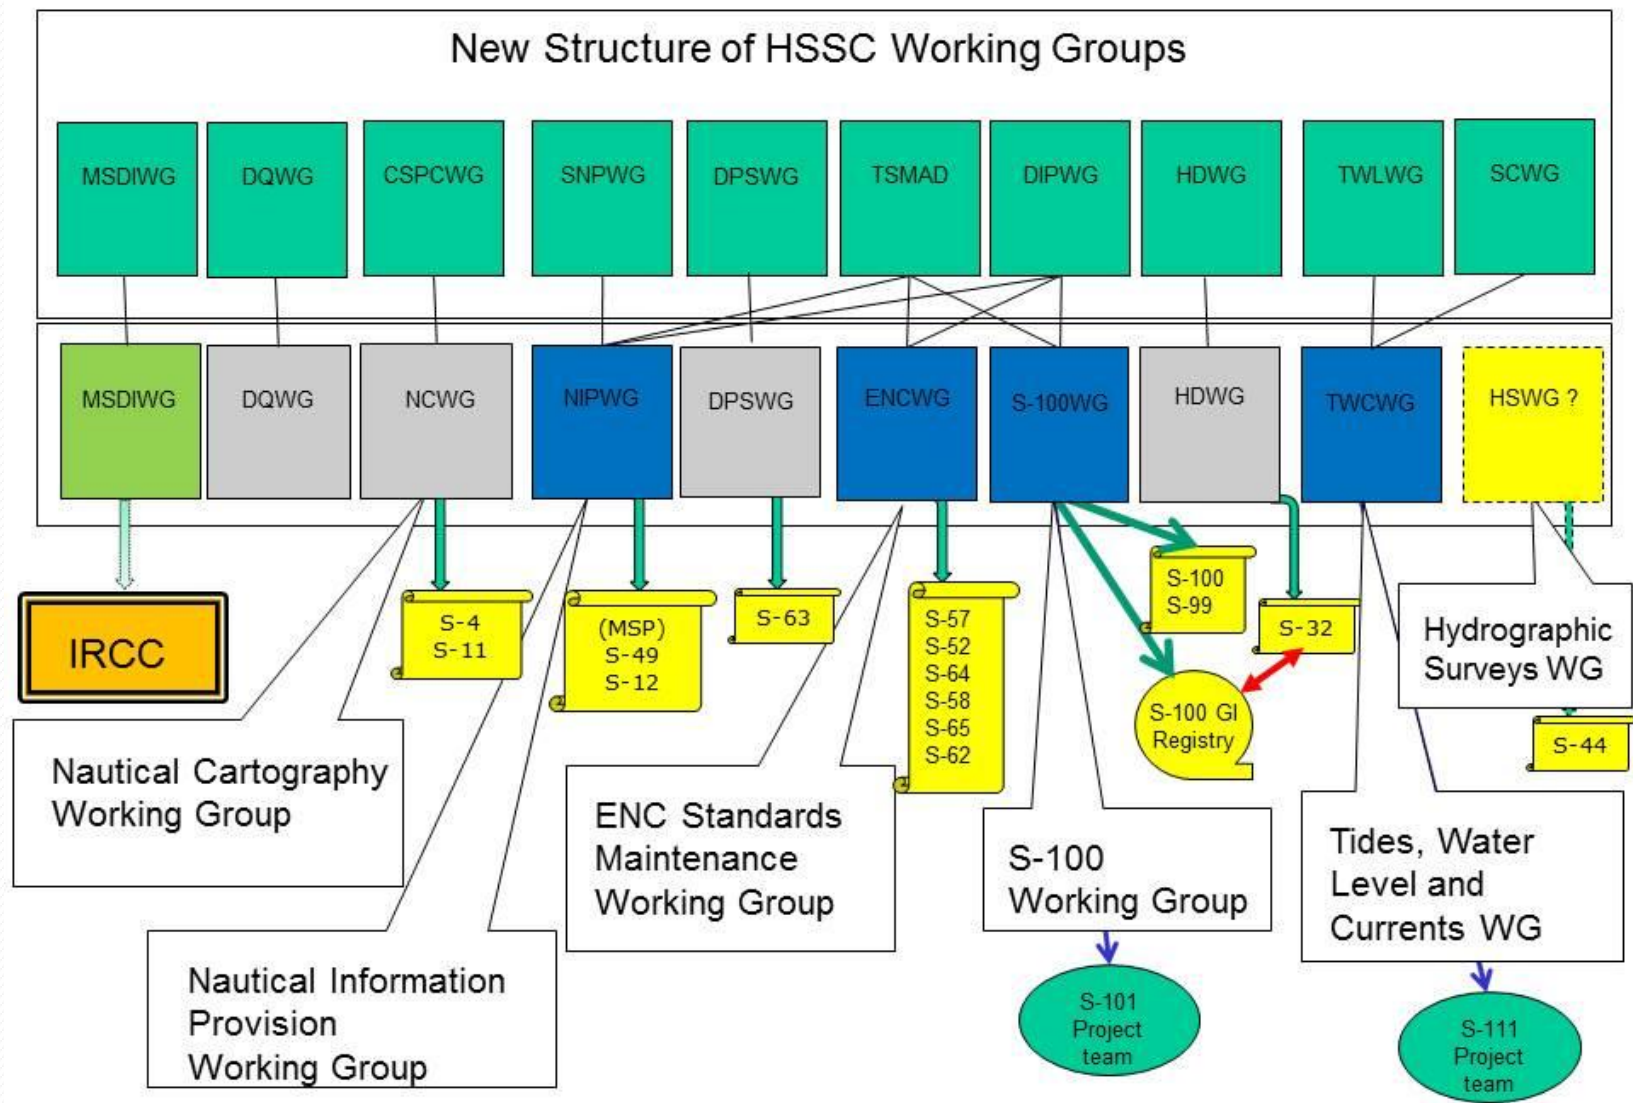 New Structure of HSSC Working Groups
MSDIWG
DQWG
CSPCWG
SNPWG
DPSWG
TSMAD
DIPWG
HDWG
TWLWG
SCWG
MSDIWG
DQWG
NCWG
NIPWG
DPSWG
ENCWG
S-100WG
HDWG
TWCWG
HSWG ?
IRCC
S-4
S-11
(MSP)
S-49
S-12
S-63
S-57
S-52
S-64
S-58
S-65
S-62
S-100
S-99
S-32
S-100 GI
Registry
Hydrographic
Surveys WG
S-44
Nautical Cartography
Working Group
Nautical Information
Provision
Working Group
ENC Standards
Maintenance
Working Group
S-100
Working Group
Tides, Water
Level and
Currents WG
S-101
Project
team
S-111
Project
team